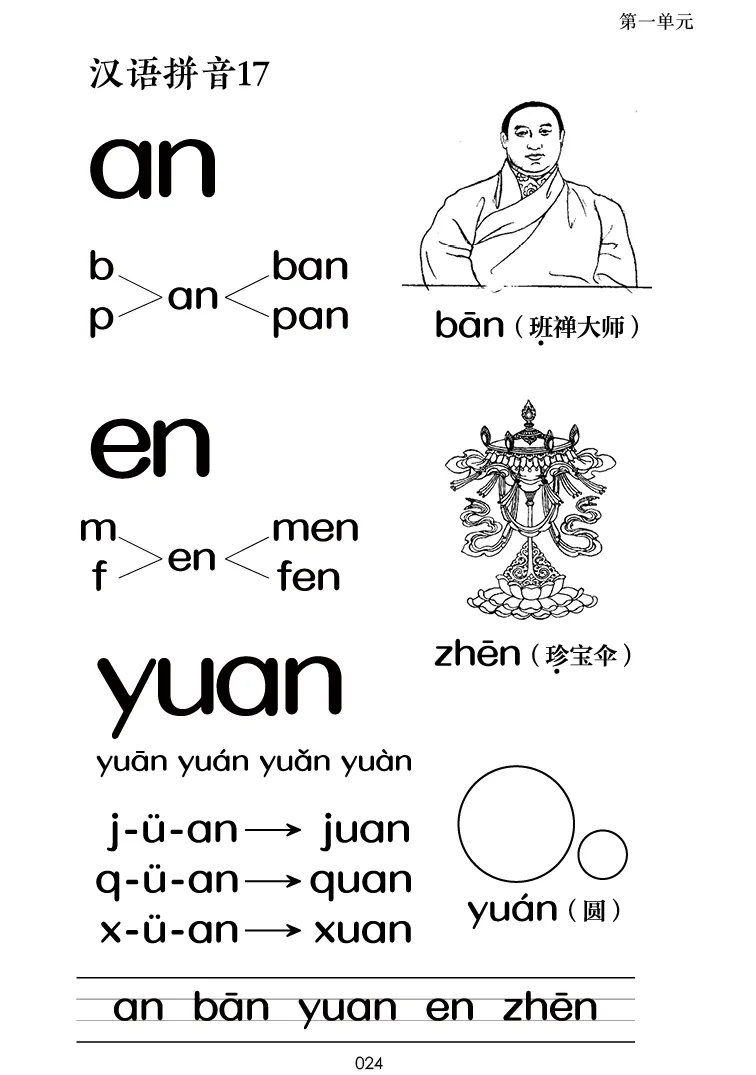 第一单元
汉语拼音17
an
b
p
an
ban
pan
bān（班禅大师）
en
m
f
en
men
fen
zhēn（珍宝伞）
yuan
yuān yuán yuǎn yuàn
j-ü-an→juan
q-ü-an→quan
x-ü-an→xuan
yuán（圆）
an bān yuan en zhēn
024